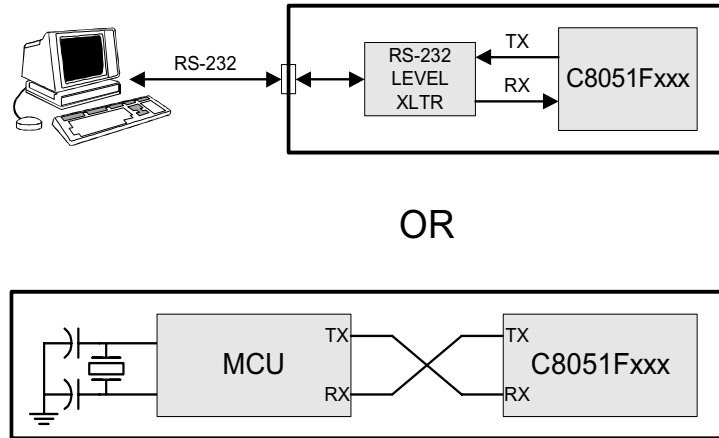 RS-232
RS-232
LEVEL
XLTR
TX
RX
C8051Fxxx
OR
MCU
TX
RX
TX
RX
C8051Fxxx